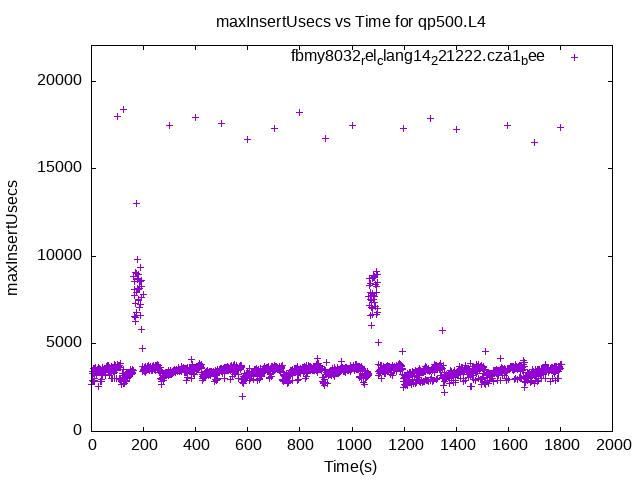 maxInsertUsecs vs Time for qp500.L4
fbmy8032relclang14221222.cza1bee
maxInsertUsecs
20000
15000
10000
5000
0
0 200 400 600 800 1000 1200 1400 1600 1800 2000
Time(s)